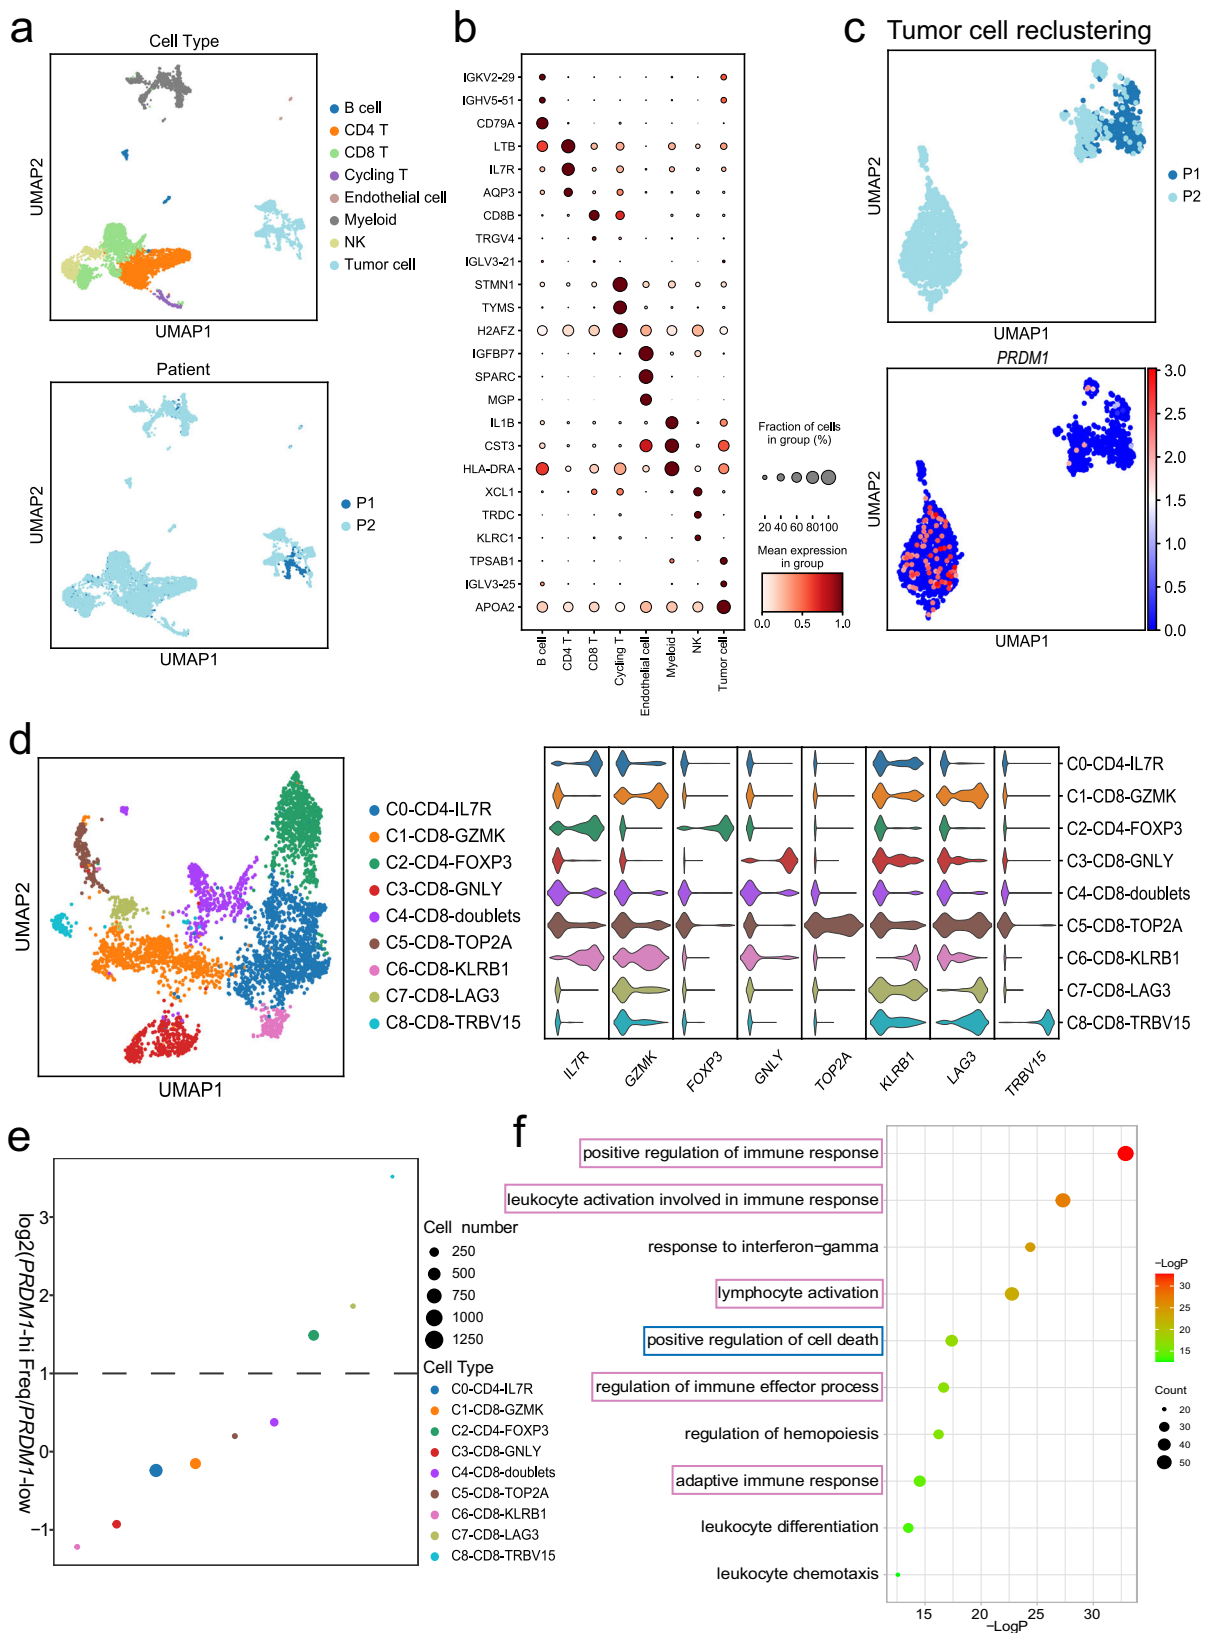 a
Cell Type
UMAP2
UMAP1
B cell
CD4 T
CD8 T
Cycling T
Endothelial cell
Myeloid
NK
Tumor cell
Patient
UMAP2
UMAP1
P1
P2
b
IGKV2-29
IGHV5-51
CD79A
LTB
IL7R
AQP3
CD8B
TRGV4
IGLV3-21
STMN1
TYMS
H2AFZ
IGFBP7
SPARC
MGP
IL1B
CST3
HLA-DRA
XCL1
TRDC
KLRC1
TPSAB1
IGLV3-25
APOA2
B cell
CD4 T
CD8 T
Cycling T
Endothelial cell
Myeloid
NK
Tumor cell
Fraction of cells
in group (%)
20 40 60 80100
Mean expression
in group
0.0 1.0
c Tumor cell reclustering
UMAP2
UMAP1
P1
P2
PRDM1
UMAP2
UMAP1
3.0
2.5
2.0
1.5
1.0
0.5
0.0
d
UMAP2
UMAP1
C0-CD4-IL7R
C1-CD8-GZMK
C2-CD4-FOXP3
C3-CD8-GNLY
C4-CD8-doublets
C5-CD8-TOP2A
C6-CD8-KLRB1
C7-CD8-LAG3
C8-CD8-TRBV15
C0-CD4-IL7R
C1-CD8-GZMK
C2-CD4-FOXP3
C3-CD8-GNLY
C4-CD8-doublets
C5-CD8-TOP2A
C6-CD8-KLRB1
C7-CD8-LAG3
C8-CD8-TRBV15
IL7R
GZMK
FOXP3
GNLY
TOP2A
KLRB1
LAG3
TRBV15
e
log2(PRDM1-hi Freq/PRDM1-low
3
2
1
0
−1
Cell number
250
500
750
1000
1250
Cell Type
C0-CD4-IL7R
C1-CD8-GZMK
C2-CD4-FOXP3
C3-CD8-GNLY
C4-CD8-doublets
C5-CD8-TOP2A
C6-CD8-KLRB1
C7-CD8-LAG3
C8-CD8-TRBV15
f
positive regulation of immune response
leukocyte activation involved in immune response
response to interferon−gamma
lymphocyte activation
positive regulation of cell death
regulation of immune effector process
regulation of hemopoiesis
adaptive immune response
leukocyte differentiation
leukocyte chemotaxis
15 20 25 30
−LogP
−LogP
30
25
20
15
Count
20
30
40
50